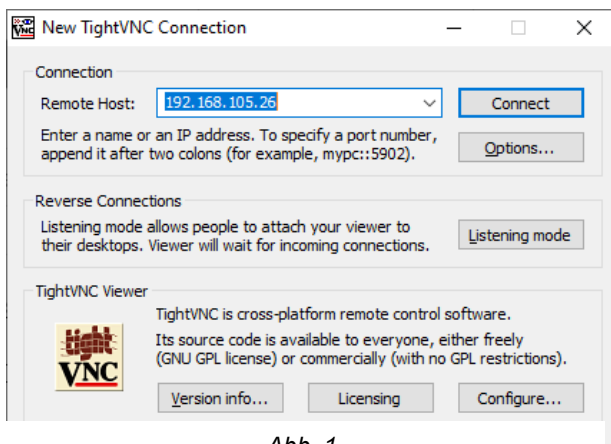 New TightVNC Connection
Connection
Remote Host: 192.168.105.26 Connect
Enter a name or an IP address. To specify a port number,
append it after two colons (for example, mypc::5902). Options...
Reverse Connections
Listening mode allows people to attach your viewer to
their desktops. Viewer will wait for incoming connections. Listening mode
TightVNC Viewer
TightVNC is cross-platform remote control software.
Its source code is available to everyone, either freely
(GNU GPL license) or commercially (with no GPL restrictions).
tight
VNC
Version info... Licensing Configure...
Abb. 1